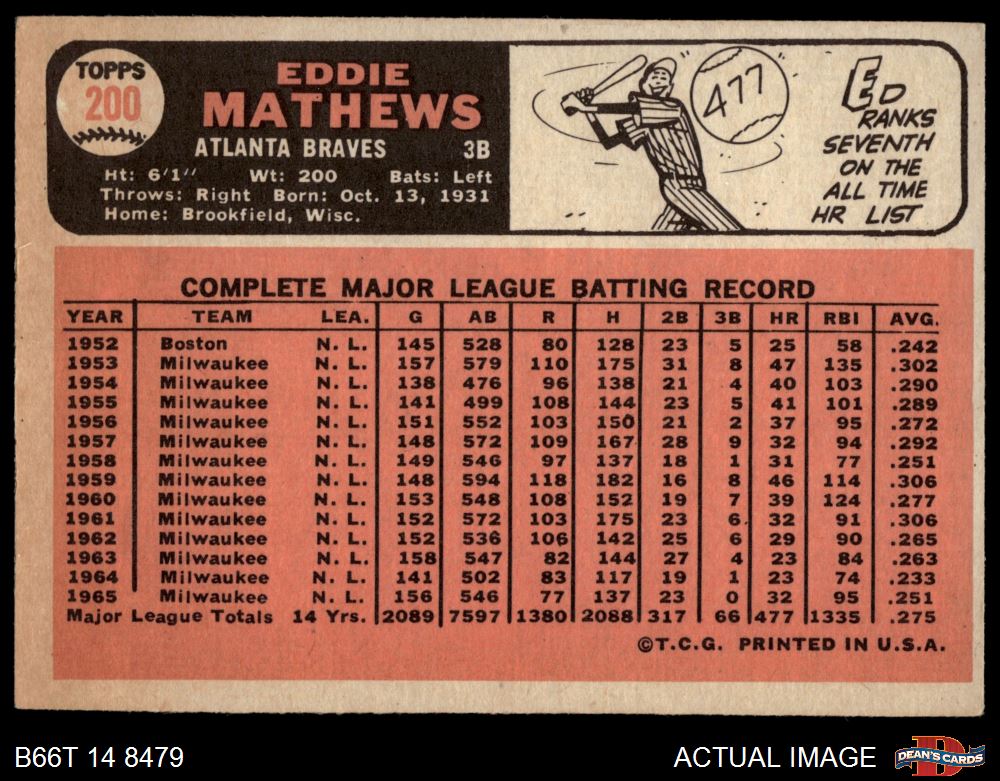 TOPPS
200
EDDIE
MATHEWS
ATLANTA BRAVES 3B
Ht: 6'1" Wt: 200 Bats: Left
Throws: Right Born: Oct. 13, 1931
Home: Brookfield, Wisc.
477
ED
RANKS
SEVENTH
ON THE
ALL TIME
HR LIST
COMPLETE MAJOR LEAGUE BATTING RECORD
YEAR TEAM LEA. G AB R H 2B 3B HR RBI AVG.
1952 Boston N. L. 145 528 80 128 23 5 25 58 .242
1953 Milwaukee N. L. 157 579 110 175 31 8 47 135 .302
1954 Milwaukee N. L. 138 476 96 138 21 4 40 103 .290
1955 Milwaukee N. L. 141 499 108 144 23 5 41 101 .289
1956 Milwaukee N. L. 151 552 103 150 21 2 37 95 .272
1957 Milwaukee N. L. 148 572 109 167 28 9 32 94 .292
1958 Milwaukee N. L. 149 546 97 137 18 1 31 77 .251
1959 Milwaukee N. L. 148 594 118 182 16 8 46 114 .306
1960 Milwaukee N. L. 153 548 108 152 19 7 39 124 .277
1961 Milwaukee N. L. 152 572 103 175 23 6 32 91 .306
1962 Milwaukee N. L. 152 536 106 142 25 6 29 90 .265
1963 Milwaukee N. L. 158 547 82 144 27 4 23 84 .263
1964 Milwaukee N. L. 141 502 83 117 19 1 23 74 .233
1965 Milwaukee N. L. 156 546 77 137 23 0 32 95 .251
Major League Totals 14 Yrs. 2089 7597 1380 2088 317 66 477 1335 .275
©T.C.G. PRINTED IN U.S.A.
B66T 14 8479 ACTUAL IMAGE DEAN'S CARDS